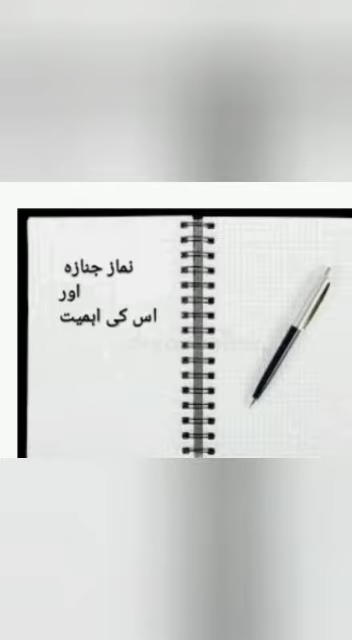 نماز جنازہ
اور
اس کی اہمیت